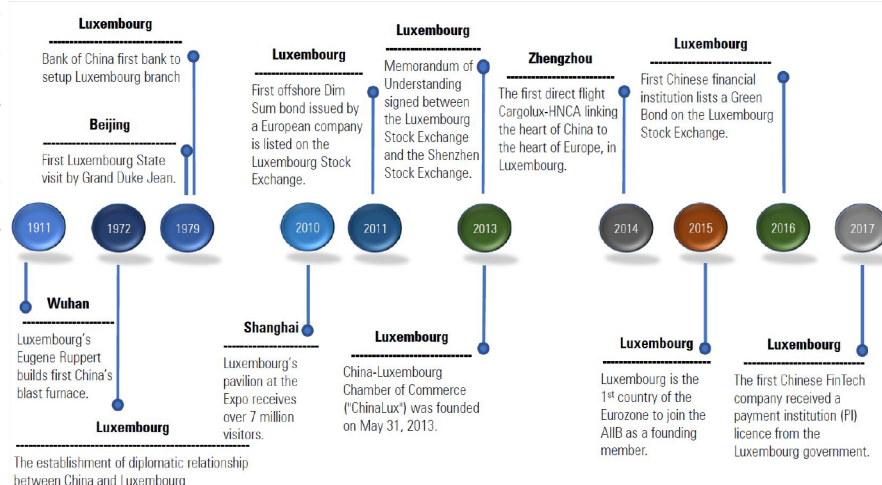 Luxembourg
Bank of China first bank to
setup Luxembourg branch
Beijing
First Luxembourg State
visit by Grand Duke Jean.
Luxembourg
First offshore Dim
Sum bond issued by
a European company
is listed on the
Luxembourg Stock
Exchange.
Luxembourg
Memorandum of
Understanding
signed between
the Luxembourg
Stock Exchange
and the Shenzhen
Stock Exchange.
Zhengzhou
The first direct flight
Cargolux-HNCA linking
the heart of China to
the heart of Europe, in
Luxembourg.
Luxembourg
First Chinese financial
institution lists a Green
Bond on the Luxembourg
Stock Exchange.
1911
1972
1979
2010
2011
2013
2014
2015
2016
2017
Wuhan
Luxembourg's
Eugene Ruppert
builds first China's
blast furnace.
Luxembourg
The establishment of diplomatic relationship
between China and Luxembourg
Shanghai
Luxembourg's
pavilion at the
Expo receives
over 7 million
visitors.
Luxembourg
China-Luxembourg
Chamber of Commerce
("ChinaLux") was founded
on May 31, 2013.
Luxembourg
Luxembourg is the
1st country of the
Eurozone to join the
AIIB as a founding
member.
Luxembourg
The first Chinese FinTech
company received a
payment institution (PI)
licence from the
Luxembourg government.